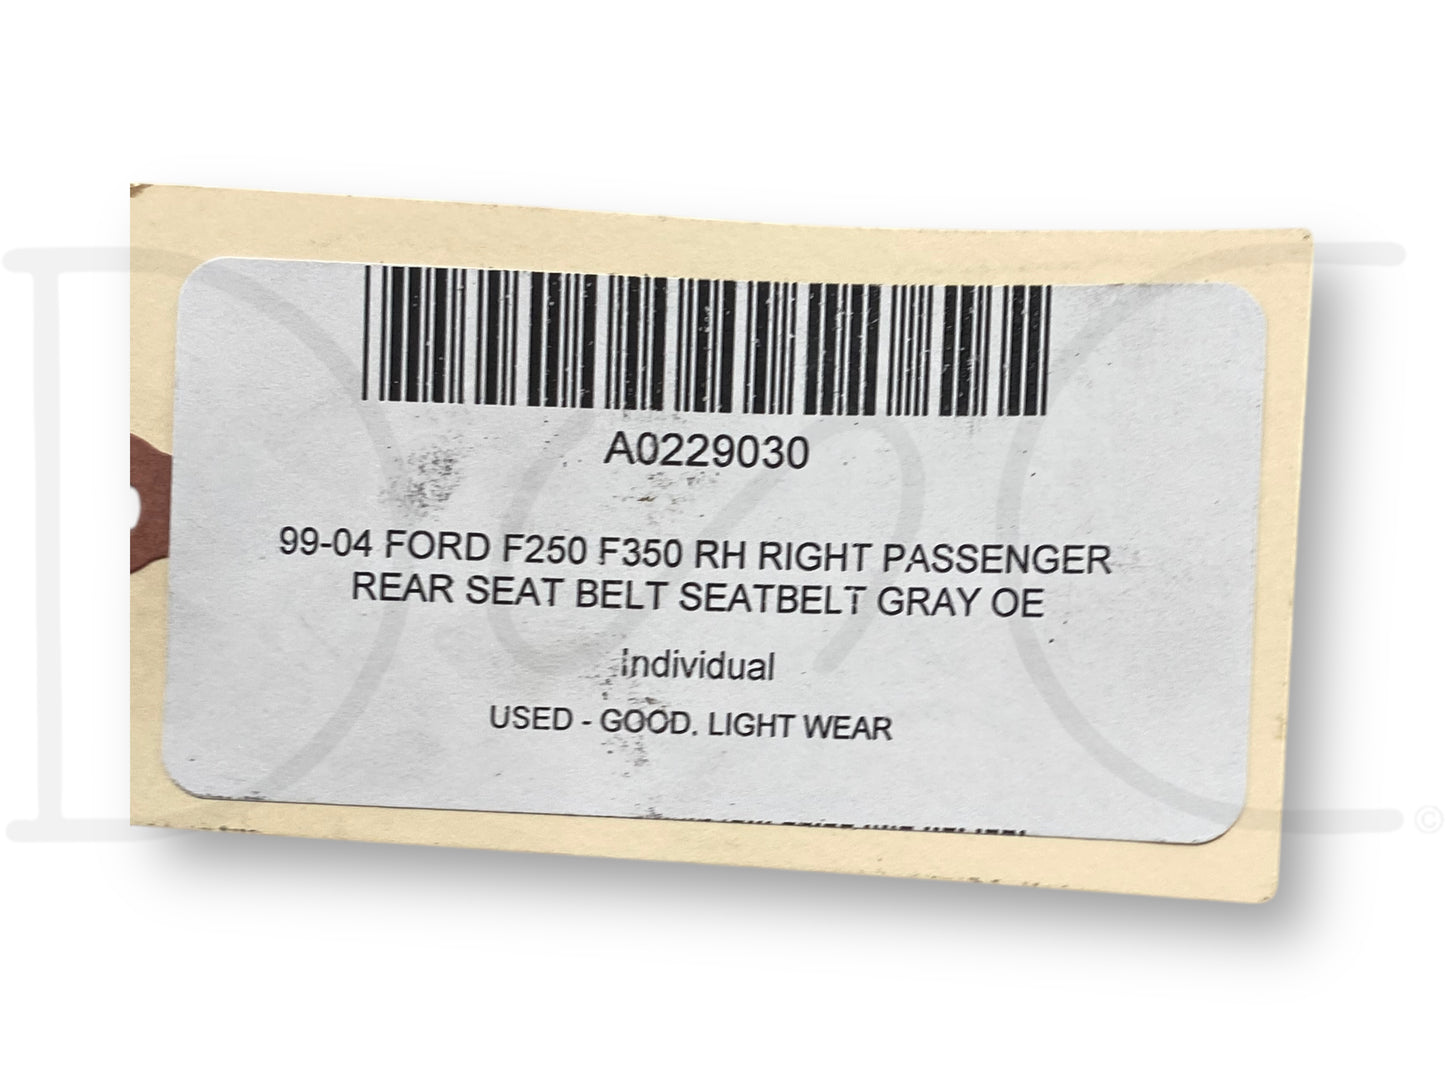 A0229030
99-04 FORD F250 F350 RH RIGHT PASSENGER
REAR SEAT BELT SEATBELT GRAY OE
Individual
USED - GOOD. LIGHT WEAR
©